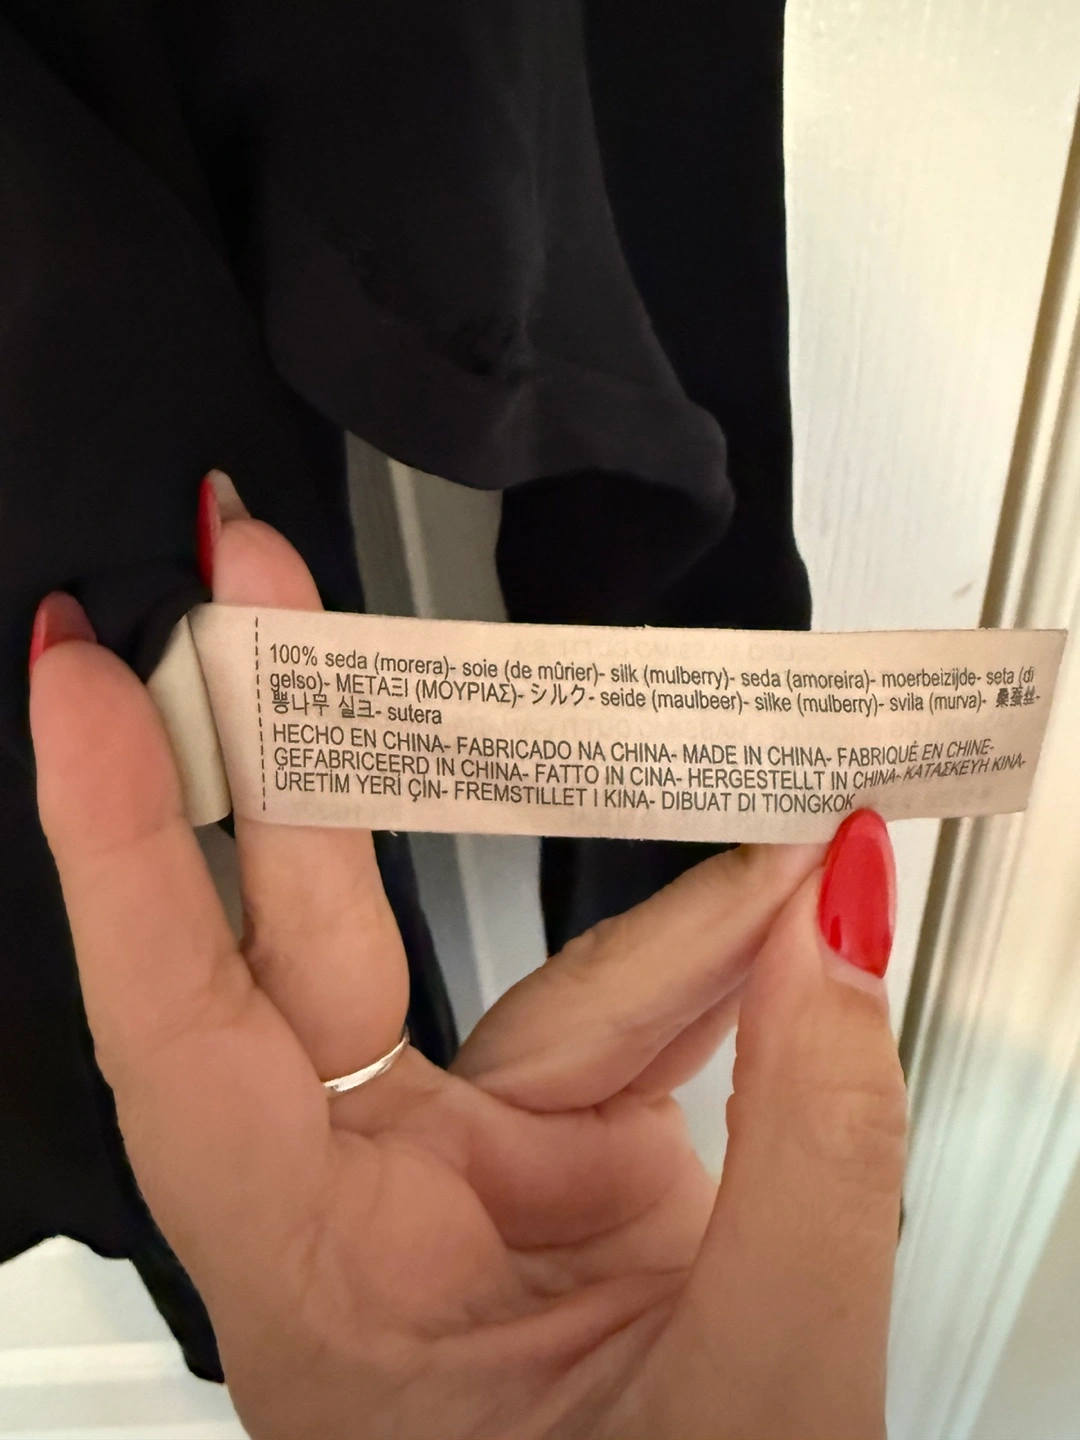 100% seda (morera)- soie (de mûrier)- silk (mulberry)- seda (amoreira)- moerbeizijde- seta (di
gelso)- ΜΕΤΑΞΙ (ΜΟΥΡΙΑΣ)- シルク- seide (maulbeer)- silke (mulberry)- svila (murva)- 桑蚕丝-
뽕나무 실크- sutera
HECHO EN CHINA- FABRICADO NA CHINA- MADE IN CHINA- FABRIQUÉ EN CHINE-
GEFABRICEERD IN CHINA- FATTO IN CINA- HERGESTELLT IN CHINA- ΚΑΤΑΣΚΕΥΗ ΚΙΝΑ-
ÜRETİM YERİ ÇİN- FREMSTILLET I KINA- DIBUAT DI TIONGKOK